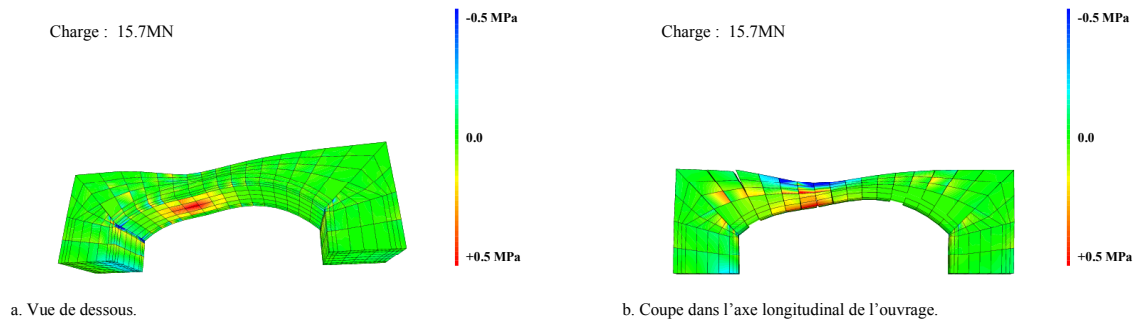 Charge : 15.7MN
-0.5 MPa
0.0
+0.5 MPa
a. Vue de dessous.
Charge : 15.7MN
-0.5 MPa
0.0
+0.5 MPa
b. Coupe dans l’axe longitudinal de l’ouvrage.